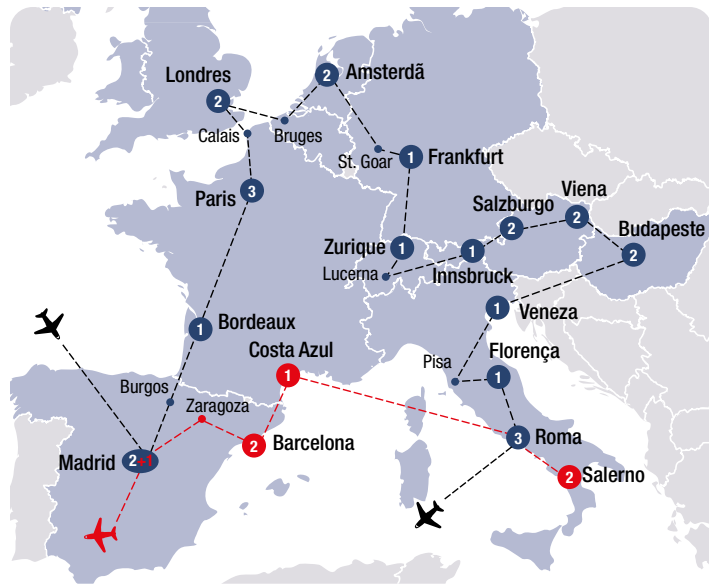 Londres
2
Amsterdã
2
Calais
Bruges
St. Goar
1
Frankfurt
Paris
3
Salzburgo
2
Viena
2
Budapeste
2
Zurique
1
Lucerna
Innsbruck
1
Veneza
1
Bordeaux
1
Costa Azul
1
Florença
1
Pisa
Burgos
Zaragoza
Barcelona
2
Madrid
2+1
Roma
3
Salerno
2